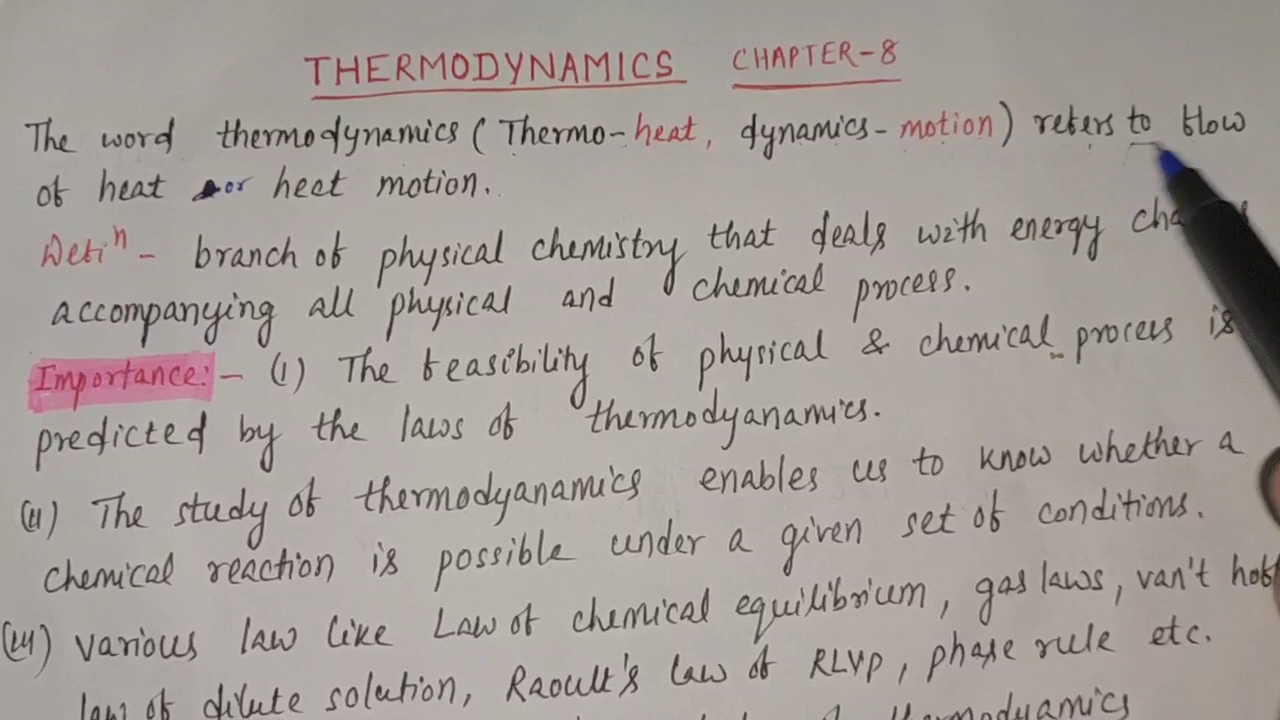 THERMODYNAMICS CHAPTER-8
The word thermodynamics (Thermo-heat, dynamics-motion) refers to flow
of heat or heat motion.
Defiⁿ - branch of physical chemistry that deals with energy
accompanying all physical and chemical process.
Importance:- (i) The feasibility of physical & chemical process is
predicted by the laws of thermodyanamics.
(ii) The study of thermodyanamics enables us to know whether a
chemical reaction is possible under a given set of conditions.
(iii) various law like Law of chemical equilibrium, gas laws, van't hoff
law of dilute solution, Raoult's law of RLVP, phase rule etc.
thermodyamics